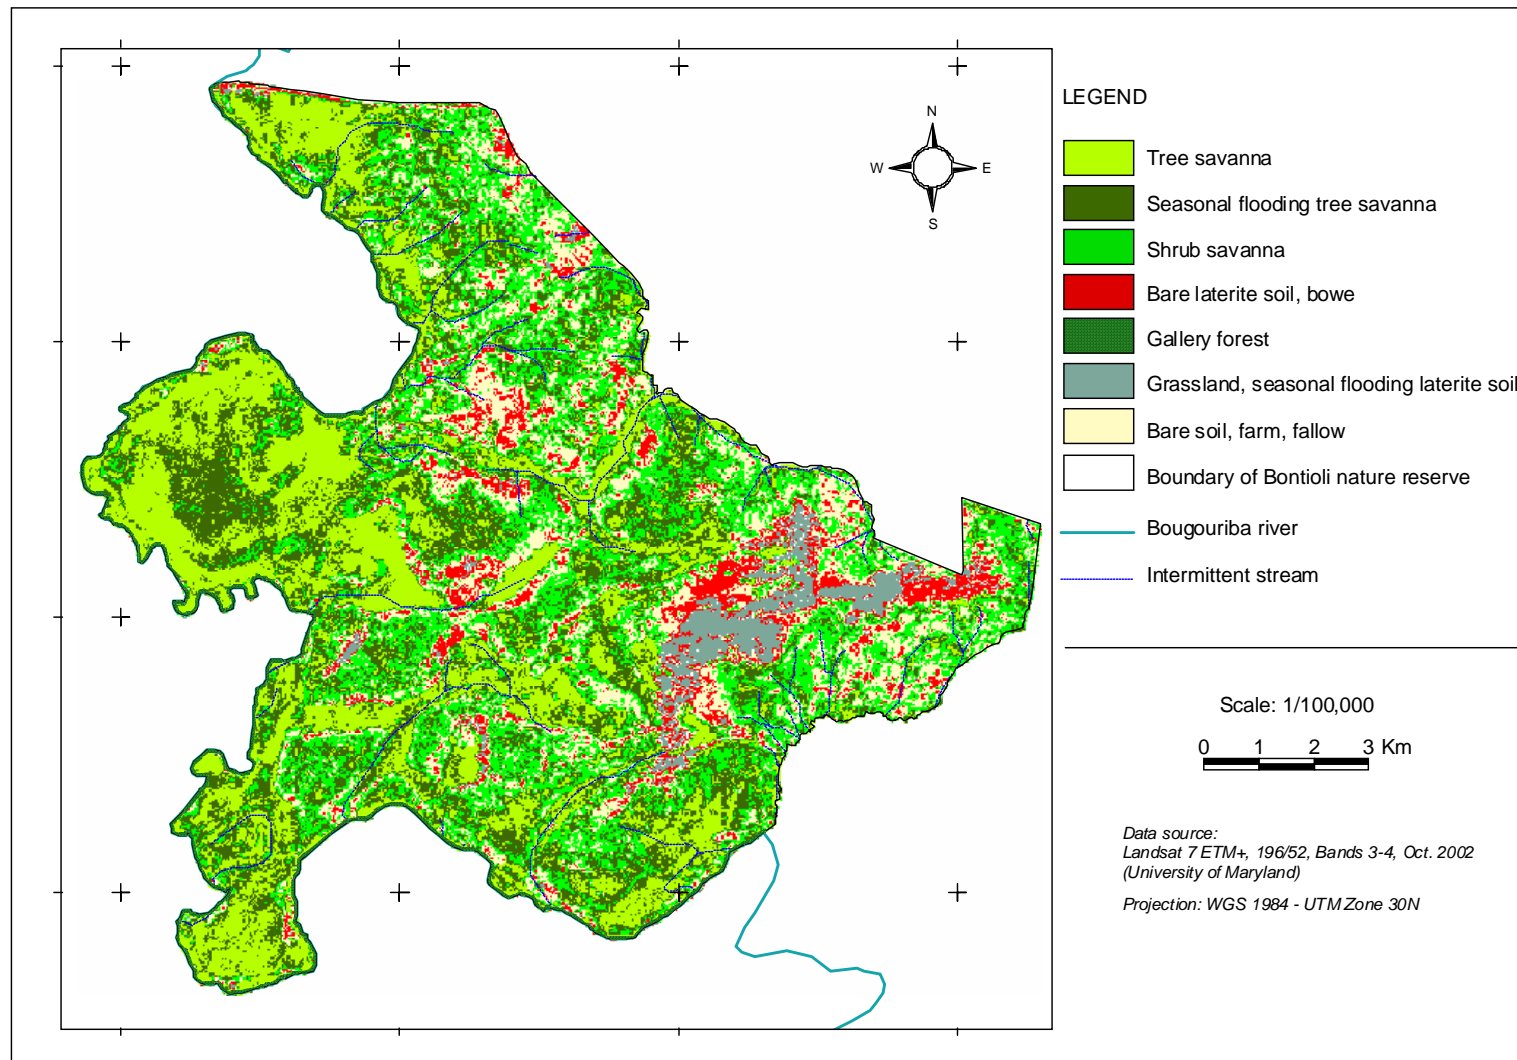 LEGEND
N
W
E
S
Tree savanna
Seasonal flooding tree savanna
Shrub savanna
Bare laterite soil, bowe
Gallery forest
Grassland, seasonal flooding laterite soil
Bare soil, farm, fallow
Boundary of Bontioli nature reserve
Bougouriba river
Intermittent stream
Scale: 1/100,000
0 1 2 3 Km
Data source:
Landsat 7 ETM+, 196/52, Bands 3-4, Oct. 2002
(University of Maryland)
Projection: WGS 1984 - UTM Zone 30N